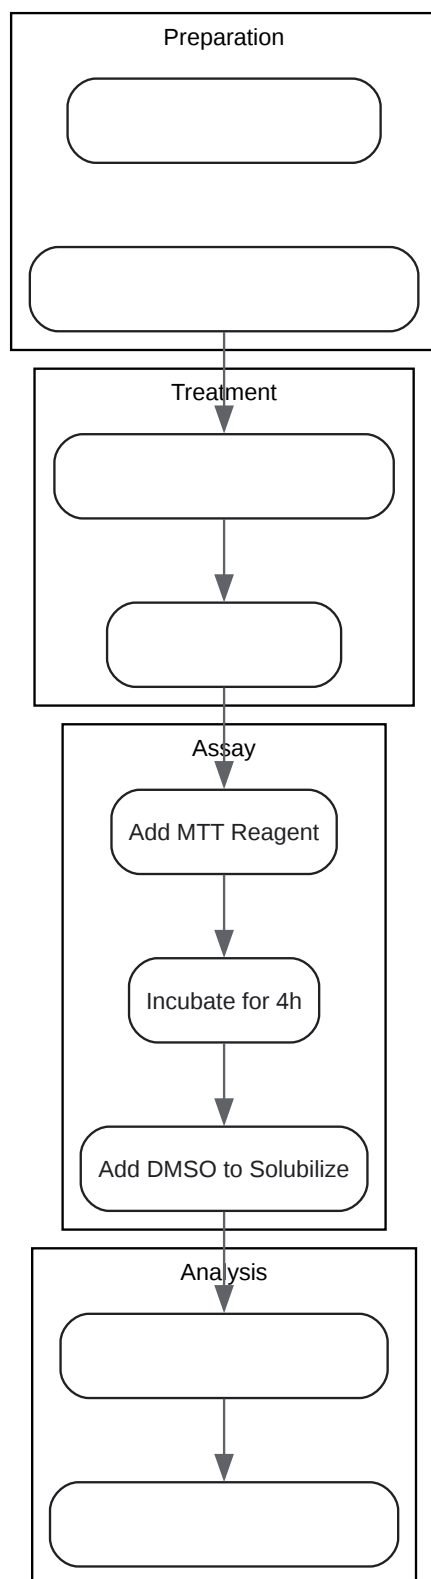 Preparation
Treatment
Assay
Add MTT Reagent
Incubate for 4h
Add DMSO to Solubilize
Analysis